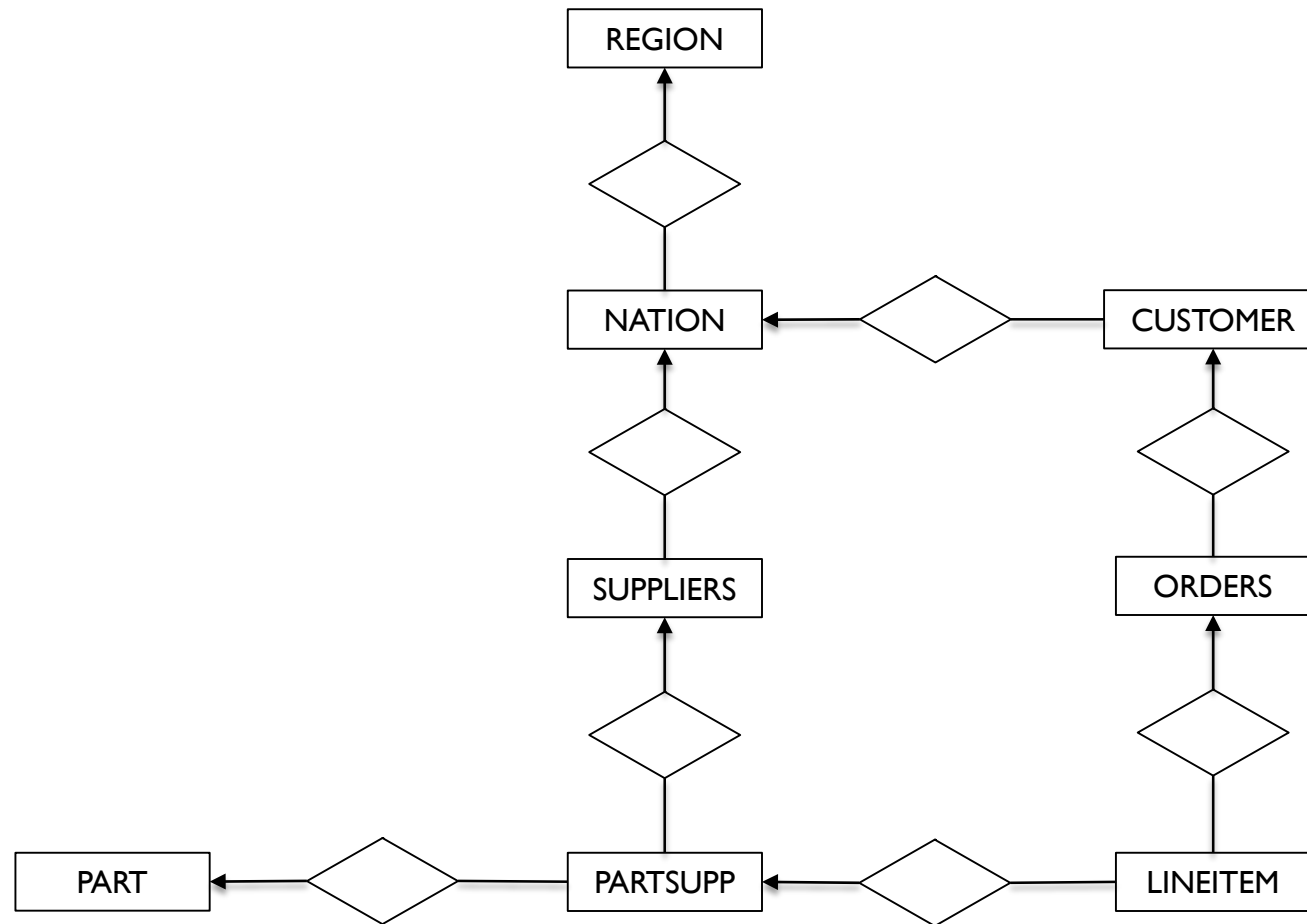 REGION
NATION
CUSTOMER
SUPPLIERS
ORDERS
PART
PARTSUPP
LINEITEM